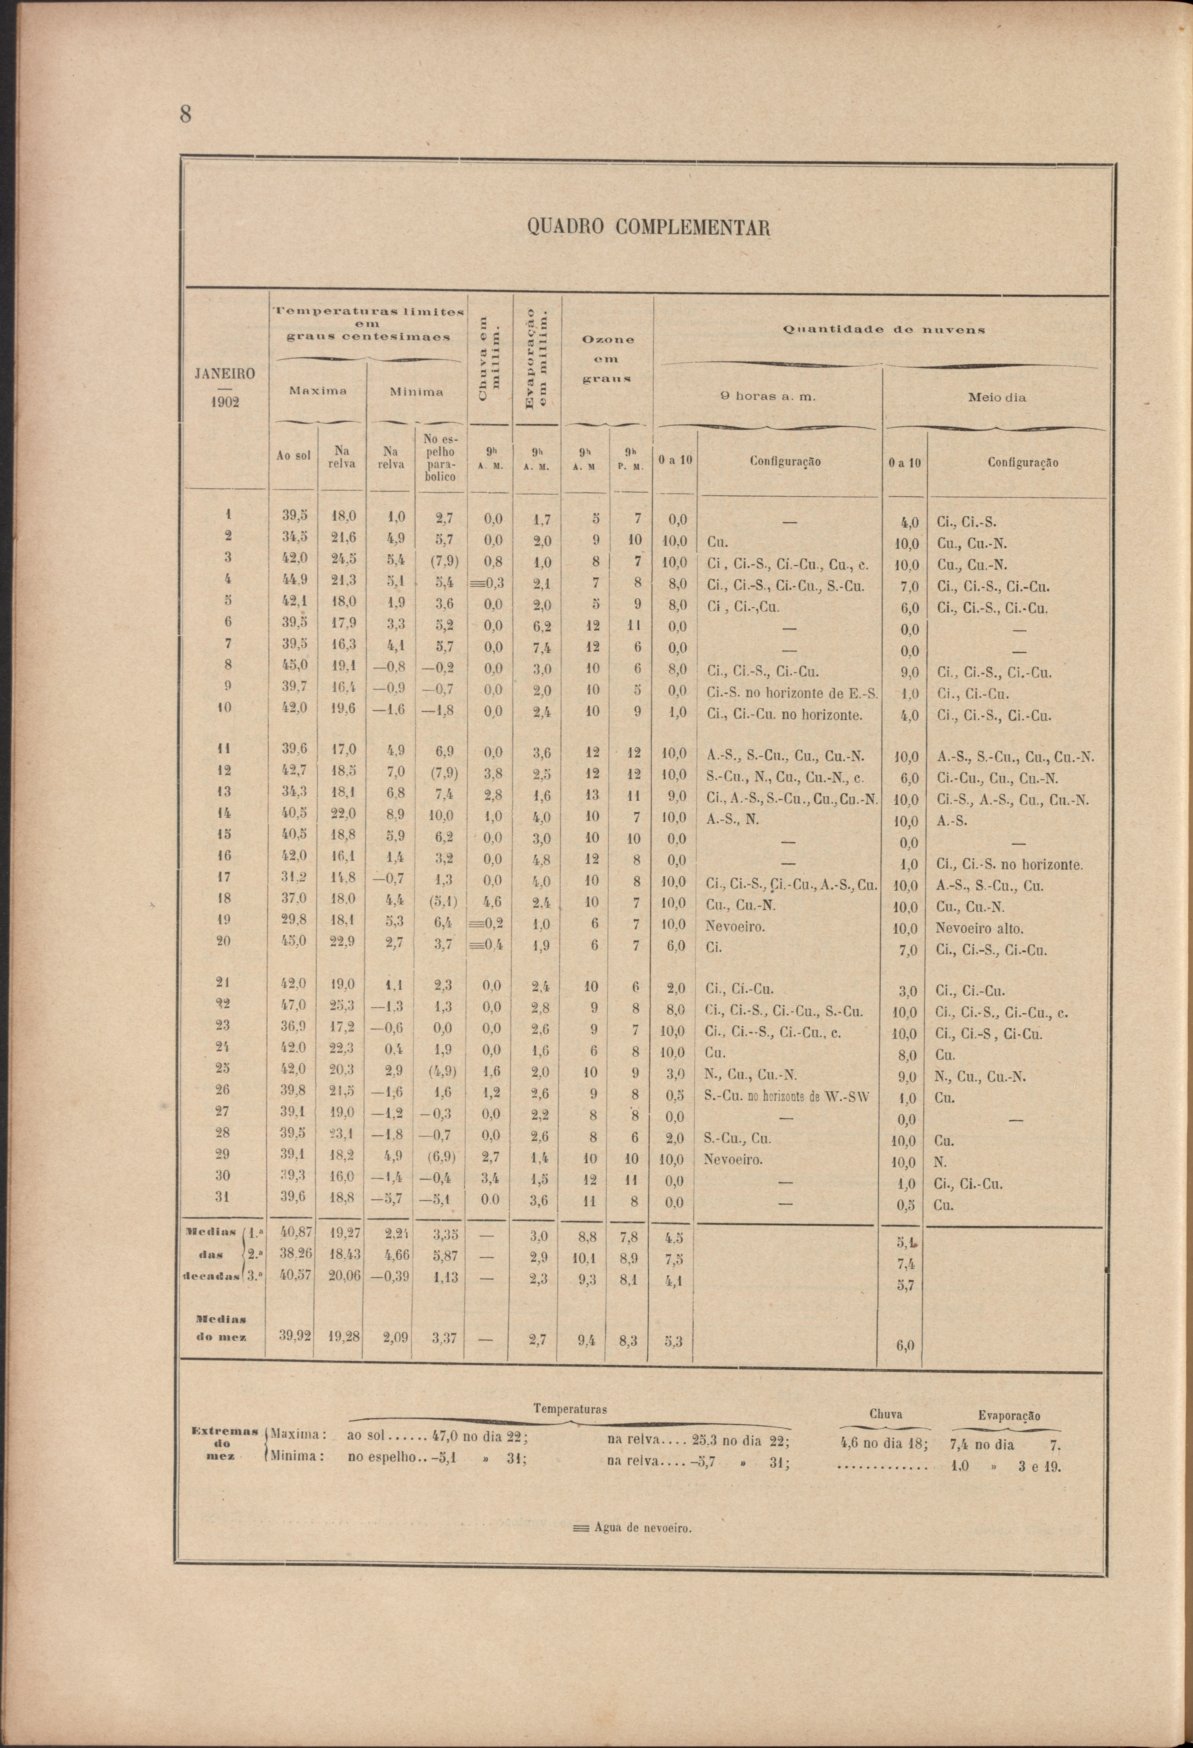 8
QUADRO COMPLEMENTAR
JANEIRO
1902
Temperaturas limites
em
graus centesimaes
Maxima
Minima
Ao sol
Na
relva
Na
relva
No es-
pelho
para-
bolico
Chuva em
millim.
9h
A. M.
Evaporação
em millim.
9h
A. M.
Ozone
em
graus
9h
A. M
9h
P. M.
Quantidade de nuvens
9 horas a. m.
Meio dia
0 a 10
Configuração
0 a 10
Configuração
1 39,5 18,0 1,0 2,7 0,0 1,7 5 7 0,0 — 4,0 Ci., Ci.-S.
2 34,5 21,6 4,9 5,7 0,0 2,0 9 10 10,0 Cu. 10,0 Cu., Cu.-N.
3 42,0 24,5 5,4 (7,9) 0,8 1,0 8 7 10,0 Ci , Ci.-S., Ci.-Cu., Cu., c. 10,0 Cu., Cu.-N.
4 44,9 21,3 5,1 5,4 ≡0,3 2,1 7 8 8,0 Ci., Ci.-S., Ci.-Cu., S.-Cu. 7,0 Ci., Ci.-S., Ci.-Cu.
5 42,1 18,0 1,9 3,6 0,0 2,0 5 9 8,0 Ci , Ci.-,Cu. 6,0 Ci., Ci.-S., Ci.-Cu.
6 39,5 17,9 3,3 5,2 0,0 6,2 12 11 0,0 — 0,0 —
7 39,5 16,3 4,1 5,7 0,0 7,4 12 6 0,0 — 0,0 —
8 45,0 19,1 —0,8 —0,2 0,0 3,0 10 6 8,0 Ci., Ci.-S., Ci.-Cu. 9,0 Ci., Ci.-S., Ci.-Cu.
9 39,7 16,4 —0,9 —0,7 0,0 2,0 10 5 0,0 Ci.-S. no horizonte de E.-S. 1,0 Ci., Ci.-Cu.
10 42,0 19,6 —1,6 —1,8 0,0 2,4 10 9 1,0 Ci., Ci.-Cu. no horizonte. 4,0 Ci., Ci.-S., Ci.-Cu.
11 39,6 17,0 4,9 6,9 0,0 3,6 12 12 10,0 A.-S., S.-Cu., Cu., Cu.-N. 10,0 A.-S., S.-Cu., Cu., Cu.-N.
12 42,7 18,5 7,0 (7,9) 3,8 2,5 12 12 10,0 S.-Cu., N., Cu., Cu.-N., c. 6,0 Ci.-Cu., Cu., Cu.-N.
13 34,3 18,1 6,8 7,4 2,8 1,6 13 11 9,0 Ci., A.-S., S.-Cu., Cu., Cu.-N. 10,0 Ci.-S., A.-S., Cu., Cu.-N.
14 40,5 22,0 8,9 10,0 1,0 4,0 10 7 10,0 A.-S., N. 10,0 A.-S.
15 40,5 18,8 5,9 6,2 0,0 3,0 10 10 0,0 — 0,0 —
16 42,0 16,1 1,4 3,2 0,0 4,8 12 8 0,0 — 1,0 Ci., Ci.-S. no horizonte.
17 31,2 14,8 —0,7 1,3 0,0 4,0 10 8 10,0 Ci., Ci.-S., Ci.-Cu., A.-S., Cu. 10,0 A.-S., S.-Cu., Cu.
18 37,0 18,0 4,4 (5,1) 4,6 2,4 10 7 10,0 Cu., Cu.-N. 10,0 Cu., Cu.-N.
19 29,8 18,1 5,3 6,4 ≡0,2 1,0 6 7 10,0 Nevoeiro. 10,0 Nevoeiro alto.
20 45,0 22,9 2,7 3,7 ≡0,4 1,9 6 7 6,0 Ci. 7,0 Ci., Ci.-S., Ci.-Cu.
21 42,0 19,0 1,1 2,3 0,0 2,4 10 6 2,0 Ci., Ci.-Cu. 3,0 Ci., Ci.-Cu.
22 47,0 25,3 —1,3 1,3 0,0 2,8 9 8 8,0 Ci., Ci.-S., Ci.-Cu., S.-Cu. 10,0 Ci., Ci.-S., Ci.-Cu., c.
23 36,9 17,2 —0,6 0,0 0,0 2,6 9 7 10,0 Ci., Ci.--S., Ci.-Cu., c. 10,0 Ci., Ci.-S , Ci-Cu.
24 42,0 22,3 0,4 1,9 0,0 1,6 6 8 10,0 Cu. 8,0 Cu.
25 42,0 20,3 2,9 (4,9) 1,6 2,0 10 9 3,0 N., Cu., Cu.-N. 9,0 N., Cu., Cu.-N.
26 39,8 21,5 —1,6 1,6 1,2 2,6 9 8 0,5 S.-Cu. no horizonte de W.-SW 1,0 Cu.
27 39,1 19,0 —1,2 —0,3 0,0 2,2 8 8 0,0 — 0,0 —
28 39,5 23,1 —1,8 —0,7 0,0 2,6 8 6 2,0 S.-Cu., Cu. 10,0 Cu.
29 39,1 18,2 4,9 (6,9) 2,7 1,4 10 10 10,0 Nevoeiro. 10,0 N.
30 39,3 16,0 —1,4 —0,4 3,4 1,5 12 11 0,0 — 1,0 Ci., Ci.-Cu.
31 39,6 18,8 —5,7 —5,1 0.0 3,6 11 8 0,0 — 0,5 Cu.
Medias 1.ª 40,87 19,27 2,21 3,35 — 3,0 8,8 7,8 4,5 5,1
das 2.ª 38,26 18,43 4,66 5,87 — 2,9 10,1 8,9 7,5 7,4
decadas 3.ª 40,57 20,06 —0,39 1,13 — 2,3 9,3 8,1 4,1 5,7
Medias
do mez 39,92 19,28 2,09 3,37 — 2,7 9,4 8,3 5,3 6,0
Extremas
do
mez
Temperaturas Chuva Evaporação
Maxima: ao sol...... 47,0 no dia 22; na relva.... 25.3 no dia 22; 4,6 no dia 18; 7,4 no dia 7.
Minima: no espelho.. -5,1 » 31; na relva.... -5,7 » 31; ............. 1,0 » 3 e 19.
≡ Agua de nevoeiro.